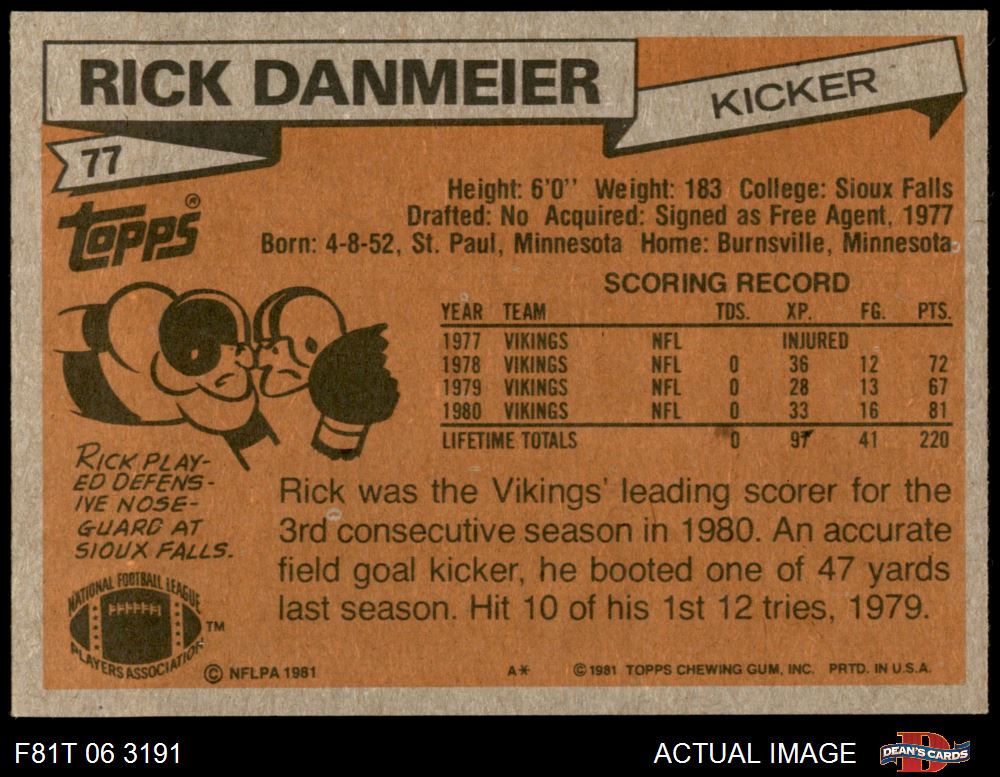 RICK DANMEIER
KICKER
77
topps®
Height: 6'0'' Weight: 183 College: Sioux Falls
Drafted: No Acquired: Signed as Free Agent, 1977
Born: 4-8-52, St. Paul, Minnesota Home: Burnsville, Minnesota
SCORING RECORD
YEAR TEAM TDS. XP. FG. PTS.
1977 VIKINGS NFL INJURED
1978 VIKINGS NFL 0 36 12 72
1979 VIKINGS NFL 0 28 13 67
1980 VIKINGS NFL 0 33 16 81
LIFETIME TOTALS 0 97 41 220
RICK PLAY-
ED DEFENS-
IVE NOSE-
GUARD AT
SIOUX FALLS.
Rick was the Vikings' leading scorer for the
3rd consecutive season in 1980. An accurate
field goal kicker, he booted one of 47 yards
last season. Hit 10 of his 1st 12 tries, 1979.
NATIONAL FOOTBALL LEAGUE
PLAYERS ASSOCIATION
TM
© NFLPA 1981
A*
© 1981 TOPPS CHEWING GUM, INC. PRTD. IN U.S.A.
F81T 06 3191
ACTUAL IMAGE
DEAN'S CARDS